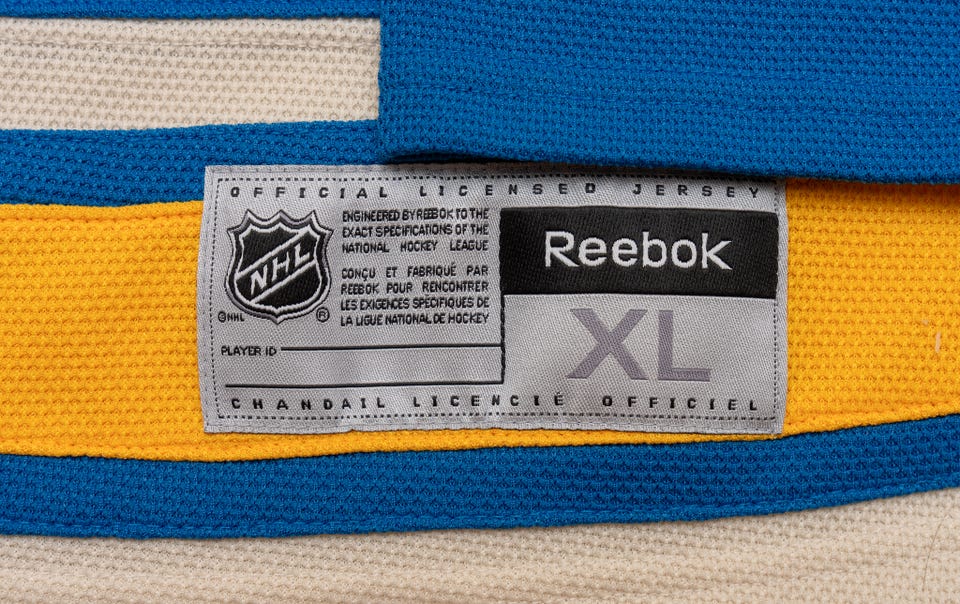 OFFICIAL LICENSED JERSEY
NHL
©NHL ®
ENGINEERED BY REEBOK TO THE
EXACT SPECIFICATIONS OF THE
NATIONAL HOCKEY LEAGUE
CONÇU ET FABRIQUÉ PAR
REEBOK POUR RENCONTRER
LES EXIGENCES SPÉCIFIQUES DE
LA LIGUE NATIONAL DE HOCKEY
Reebok
XL
PLAYER ID
CHANDAIL LICENCIÉ OFFICIEL